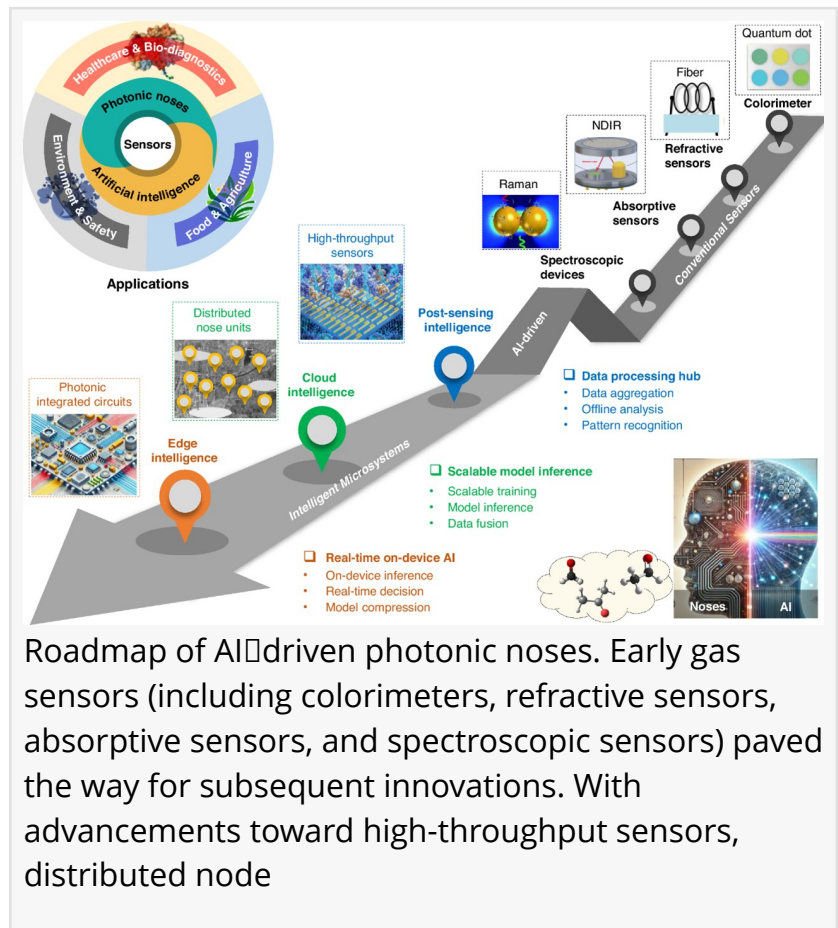 Healthcare & Bio-diagnostics
Photonic noses
Sensors
Artificial intelligence
Environment & Safety
Food & Agriculture
Applications
Quantum dot
Colorimeter
Fiber
Refractive
sensors
NDIR
Absorptive
sensors
Raman
Spectroscopic
devices
Conventional Sensors
AI-driven
High-throughput
sensors
Post-sensing
intelligence
Distributed
nose units
Cloud
intelligence
Photonic
integrated circuits
Edge
intelligence
Intelligent Microsystems
❑ Data processing hub
• Data aggregation
• Offline analysis
• Pattern recognition
❑ Scalable model inference
• Scalable training
• Model inference
• Data fusion
❑ Real-time on-device AI
• On-device inference
• Real-time decision
• Model compression
Noses
AI
Roadmap of AI▯driven photonic noses. Early gas
sensors (including colorimeters, refractive sensors,
absorptive sensors, and spectroscopic sensors) paved
the way for subsequent innovations. With
advancements toward high-throughput sensors,
distributed node